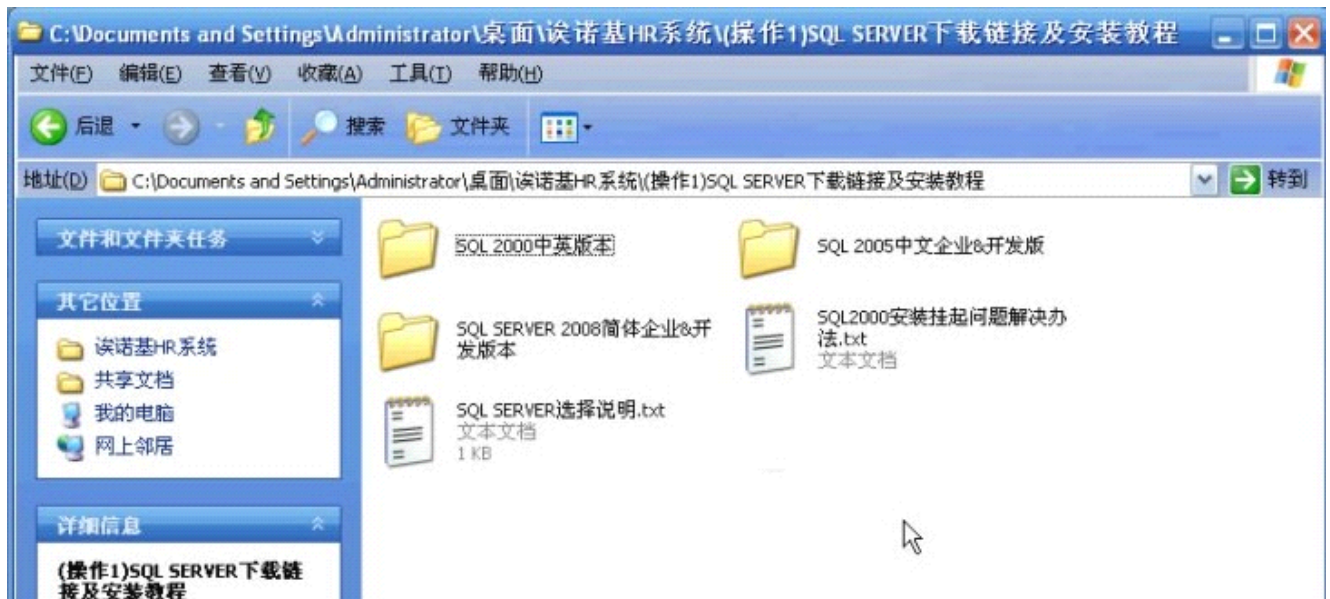 C:\Documents and Settings\Administrator\桌面\诶诺基HR系统\(操作1)SQL SERVER下载链接及安装教程
文件(F) 编辑(E) 查看(V) 收藏(A) 工具(T) 帮助(H)
后退 搜索 文件夹
地址(D) C:\Documents and Settings\Administrator\桌面\诶诺基HR系统\(操作1)SQL SERVER下载链接及安装教程 转到
文件和文件夹任务
其它位置
诶诺基HR系统
共享文档
我的电脑
网上邻居
详细信息
(操作1)SQL SERVER下载链
接及安装教程
SQL 2000中英版本
SQL 2005中文企业&开发版
SQL SERVER 2008简体企业&开
发版本
SQL2000安装挂起问题解决办
法.txt
文本文档
SQL SERVER选择说明.txt
文本文档
1 KB